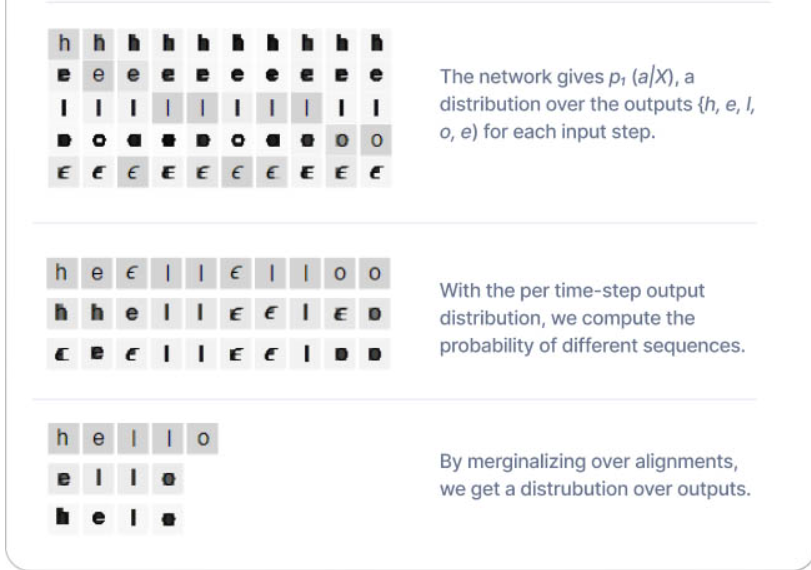 h h h h h h h h h h
e e e e e e e e e e
The network gives p₁ (a|X), a
distribution over the outputs {h, e, l,
o, e) for each input step.
l l l l l l l l l l
o o
ϵ ϵ ϵ ϵ ϵ ϵ ϵ ϵ ϵ ϵ
h e ϵ l l ϵ l l o o
h h e l l ϵ ϵ l ϵ o
e ϵ l l ϵ ϵ l o o
With the per time-step output
distribution, we compute the
probability of different sequences.
h e l l o
e l l o
h e l o
By merginalizing over alignments,
we get a distrubution over outputs.